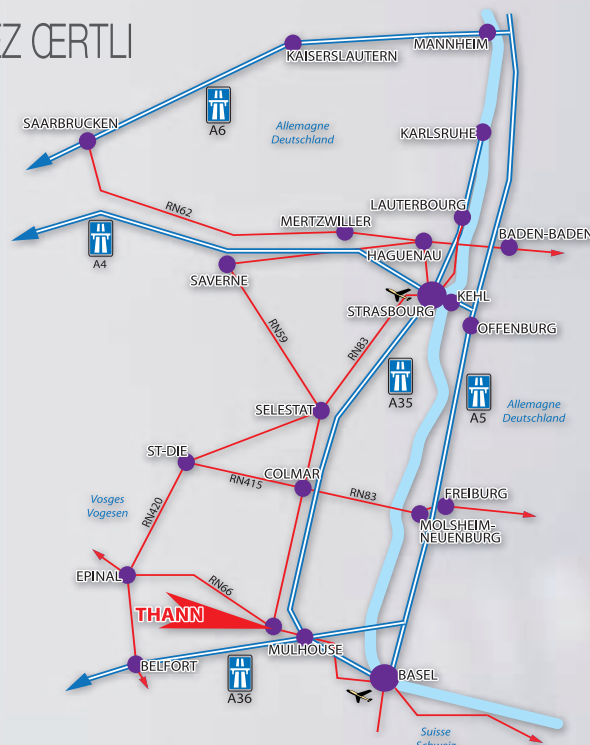 EZ ŒRTLI
MANNHEIM
KAISERSLAUTERN
SAARBRUCKEN
A6
Allemagne
Deutschland
KARLSRUHE
RN62
LAUTERBOURG
MERTZWILLER
BADEN-BADEN
A4
HAGUENAU
SAVERNE
KEHL
STRASBOURG
OFFENBURG
RN59
RN83
A35
A5
Allemagne
Deutschland
SELESTAT
ST-DIE
COLMAR
RN415
RN83
FREIBURG
Vosges
Vogesen
RN420
MOLSHEIM-
NEUENBURG
EPINAL
RN66
THANN
MULHOUSE
BELFORT
A36
BASEL
Suisse
Schweiz